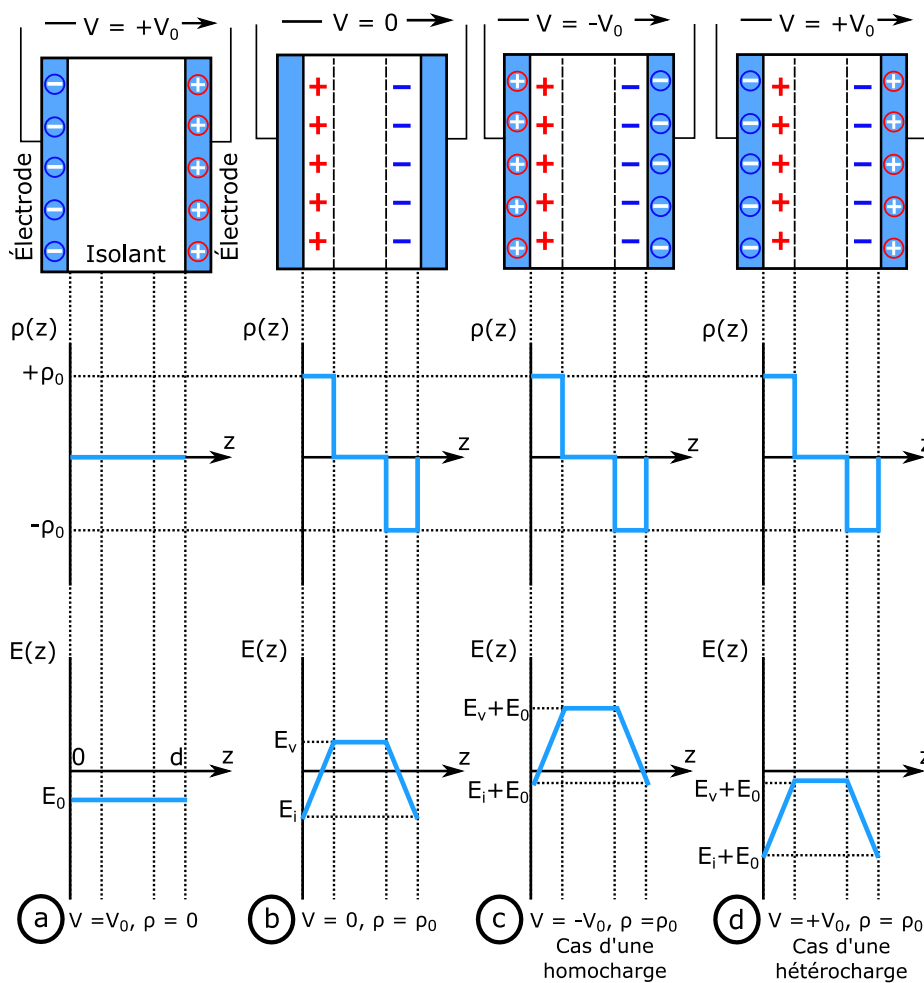 V = +V₀
V = 0
V = -V₀
V = +V₀
Électrode
Isolant
Électrode
ρ(z)
ρ(z)
ρ(z)
ρ(z)
+ρ₀
z
z
z
z
-ρ₀
E(z)
E(z)
E(z)
E(z)
0
d
z
E₀
Eᵥ
z
Eᵢ
Eᵥ+E₀
z
Eᵢ+E₀
z
Eᵥ+E₀
Eᵢ+E₀
a
V =V₀, ρ = 0
b
V = 0, ρ = ρ₀
c
V = -V₀, ρ =ρ₀
Cas d'une
homocharge
d
V =+V₀, ρ = ρ₀
Cas d'une
hétérocharge